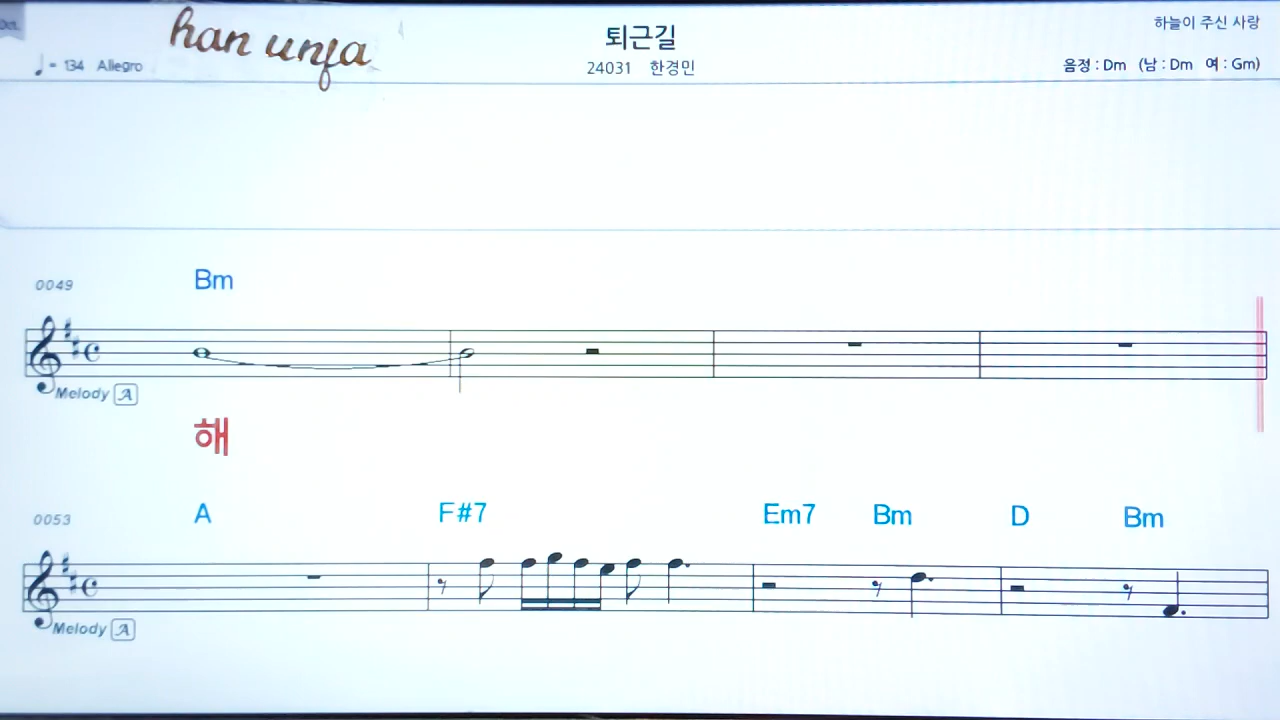 han unfa
퇴근길
하늘이 주신 사랑
♩= 134 Allegro
24031 한경민
음정 : Dm (남 : Dm 여 : Gm)
0049 Bm
Melody A
해
0053 A F#7 Em7 Bm D Bm
Melody A